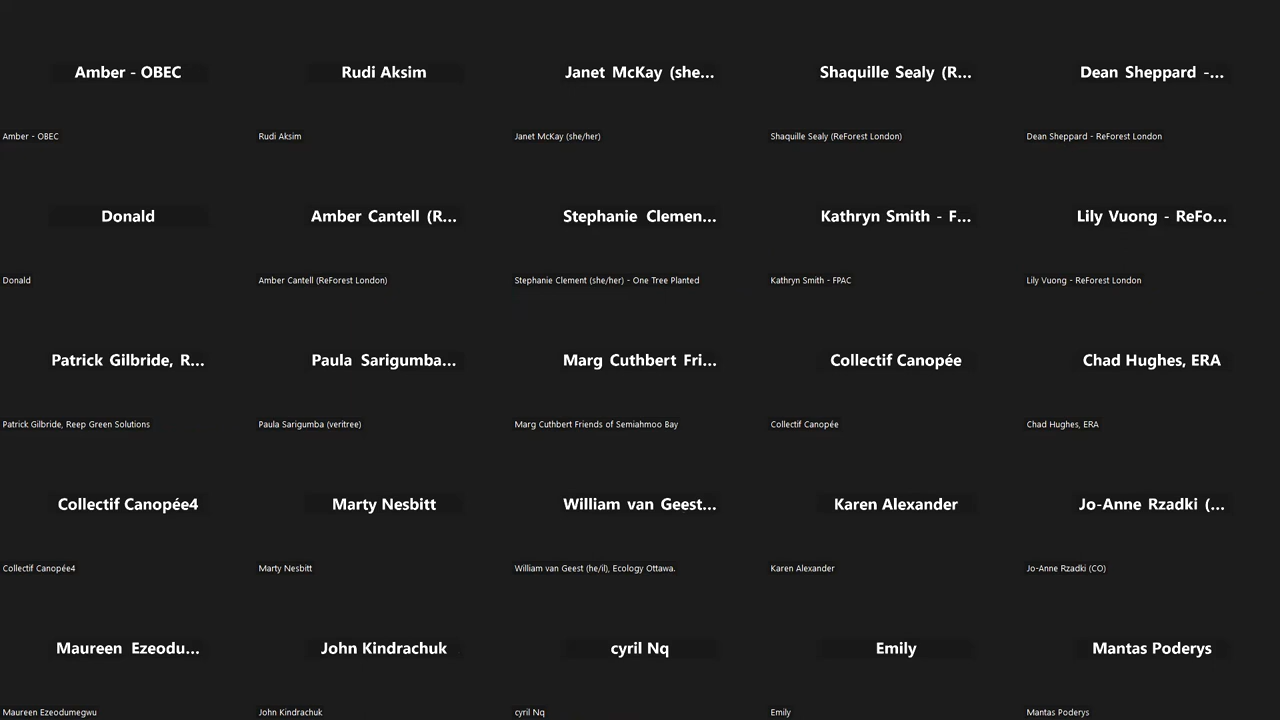 Amber - OBEC
Rudi Aksim
Janet McKay (she...
Shaquille Sealy (R...
Dean Sheppard -...
Amber - OBEC
Rudi Aksim
Janet McKay (she/her)
Shaquille Sealy (ReForest London)
Dean Sheppard - ReForest London
Donald
Amber Cantell (R...
Stephanie Clemen...
Kathryn Smith - F...
Lily Vuong - ReFo...
Donald
Amber Cantell (ReForest London)
Stephanie Clement (she/her) - One Tree Planted
Kathryn Smith - FPAC
Lily Vuong - ReForest London
Patrick Gilbride, R...
Paula Sarigumba...
Marg Cuthbert Fri...
Collectif Canopée
Chad Hughes, ERA
Patrick Gilbride, Reep Green Solutions
Paula Sarigumba (veritree)
Marg Cuthbert Friends of Semiahmoo Bay
Collectif Canopée
Chad Hughes, ERA
Collectif Canopée4
Marty Nesbitt
William van Geest...
Karen Alexander
Jo-Anne Rzadki (...
Collectif Canopée4
Marty Nesbitt
William van Geest (he/il), Ecology Ottawa.
Karen Alexander
Jo-Anne Rzadki (CO)
Maureen Ezeodu...
John Kindrachuk
cyril Nq
Emily
Mantas Poderys
Maureen Ezeodumegwu
John Kindrachuk
cyril Nq
Emily
Mantas Poderys